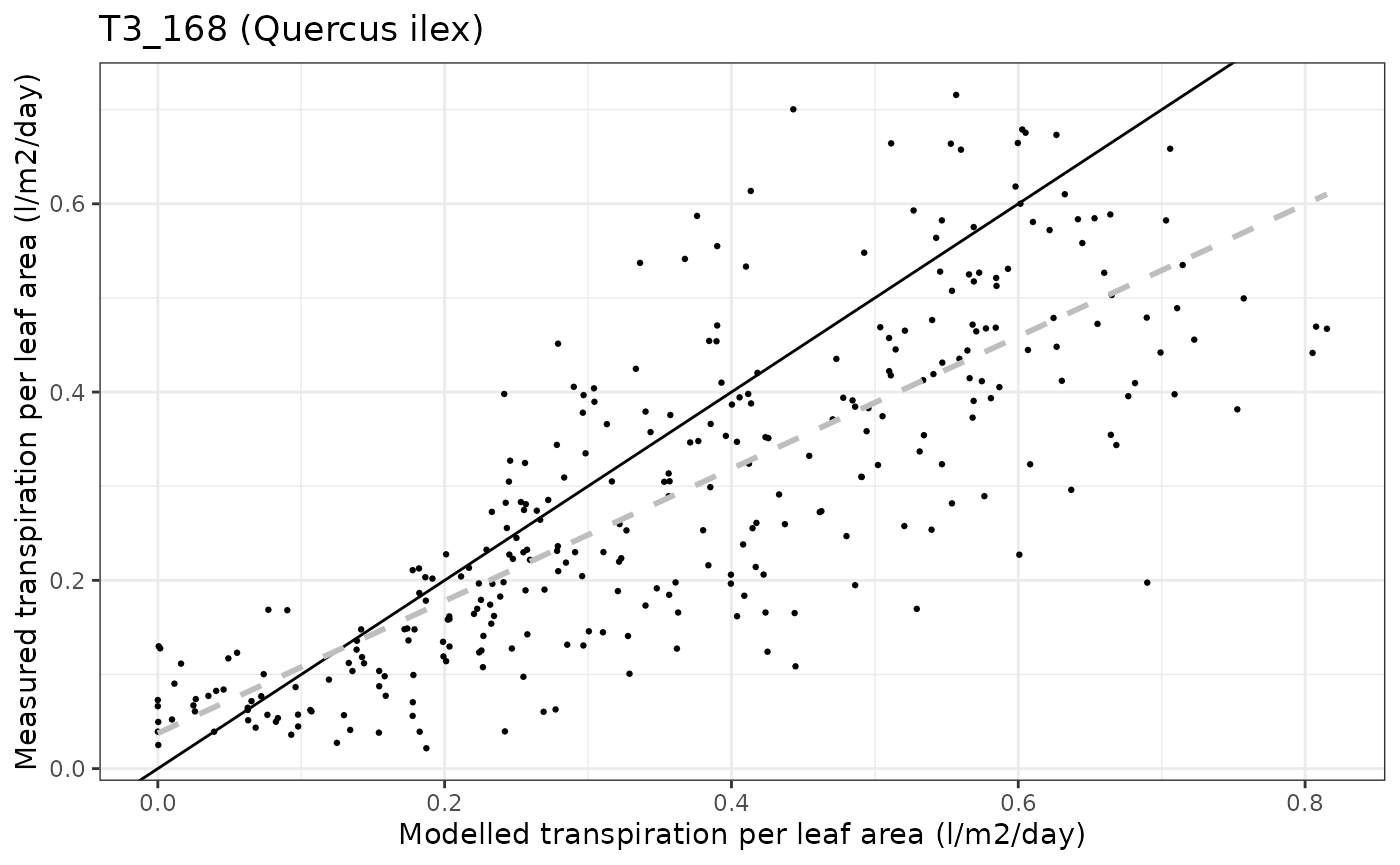 T3_168 (Quercus ilex)
Measured transpiration per leaf area (l/m2/day)
0.6
0.4
0.2
0.0
0.0 0.2 0.4 0.6 0.8
Modelled transpiration per leaf area (l/m2/day)